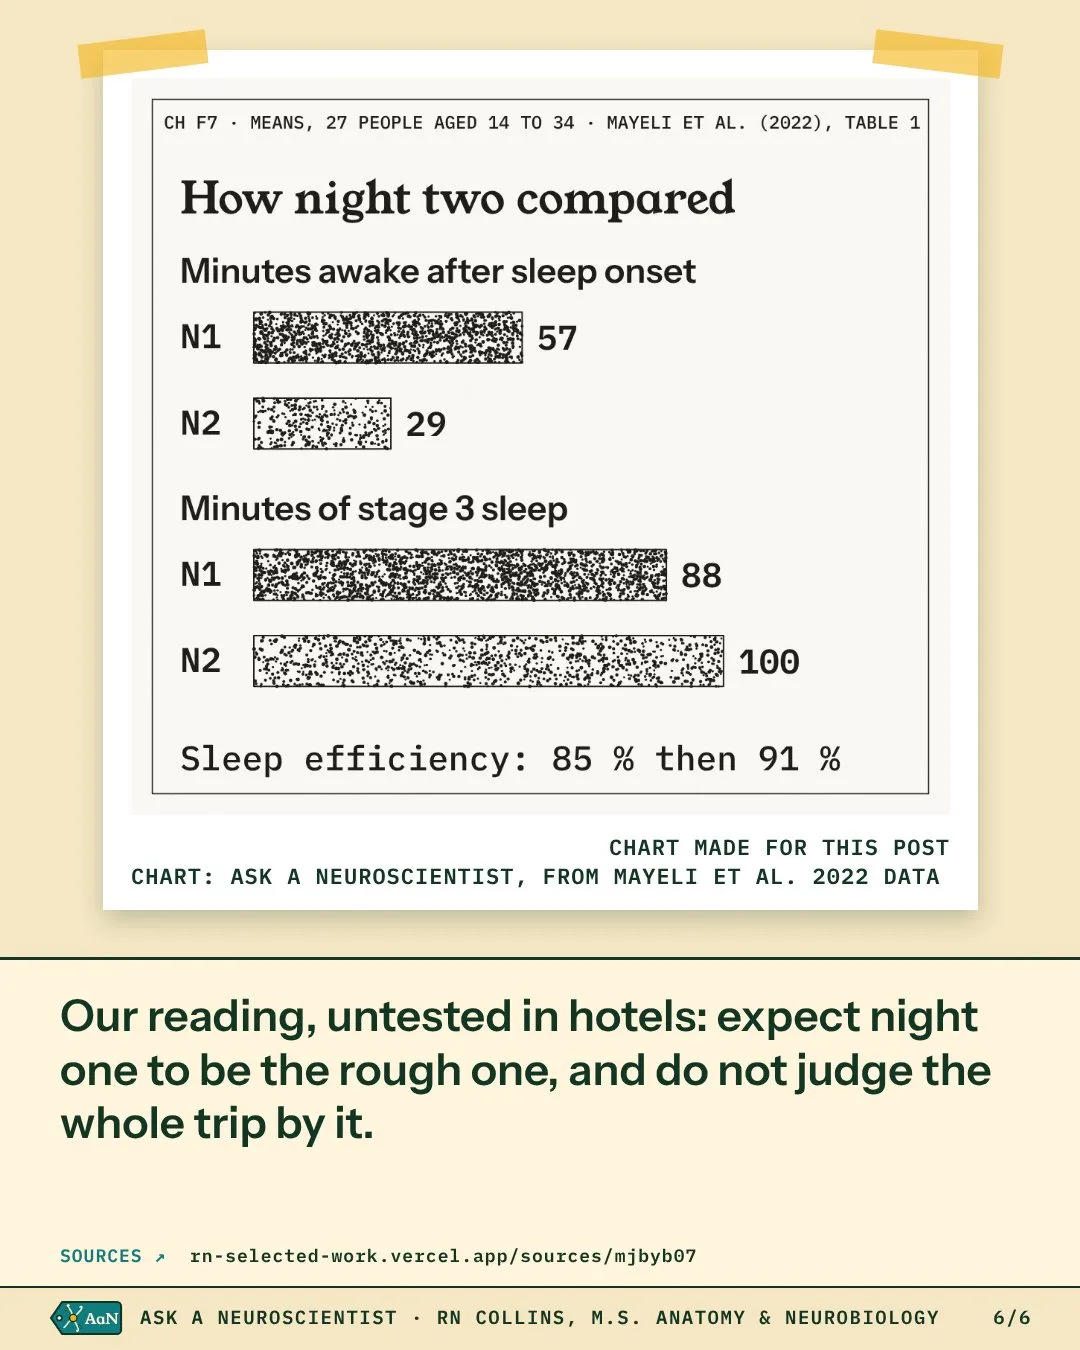 CH F7 · MEANS, 27 PEOPLE AGED 14 TO 34 · MAYELI ET AL. (2022), TABLE 1
How night two compared
Minutes awake after sleep onset
N1 57
N2 29
Minutes of stage 3 sleep
N1 88
N2 100
Sleep efficiency: 85 % then 91 %
CHART MADE FOR THIS POST
CHART: ASK A NEUROSCIENTIST, FROM MAYELI ET AL. 2022 DATA
Our reading, untested in hotels: expect night
one to be the rough one, and do not judge the
whole trip by it.
SOURCES ↗ rn-selected-work.vercel.app/sources/mjbyb07
AaN ASK A NEUROSCIENTIST · RN COLLINS, M.S. ANATOMY & NEUROBIOLOGY 6/6